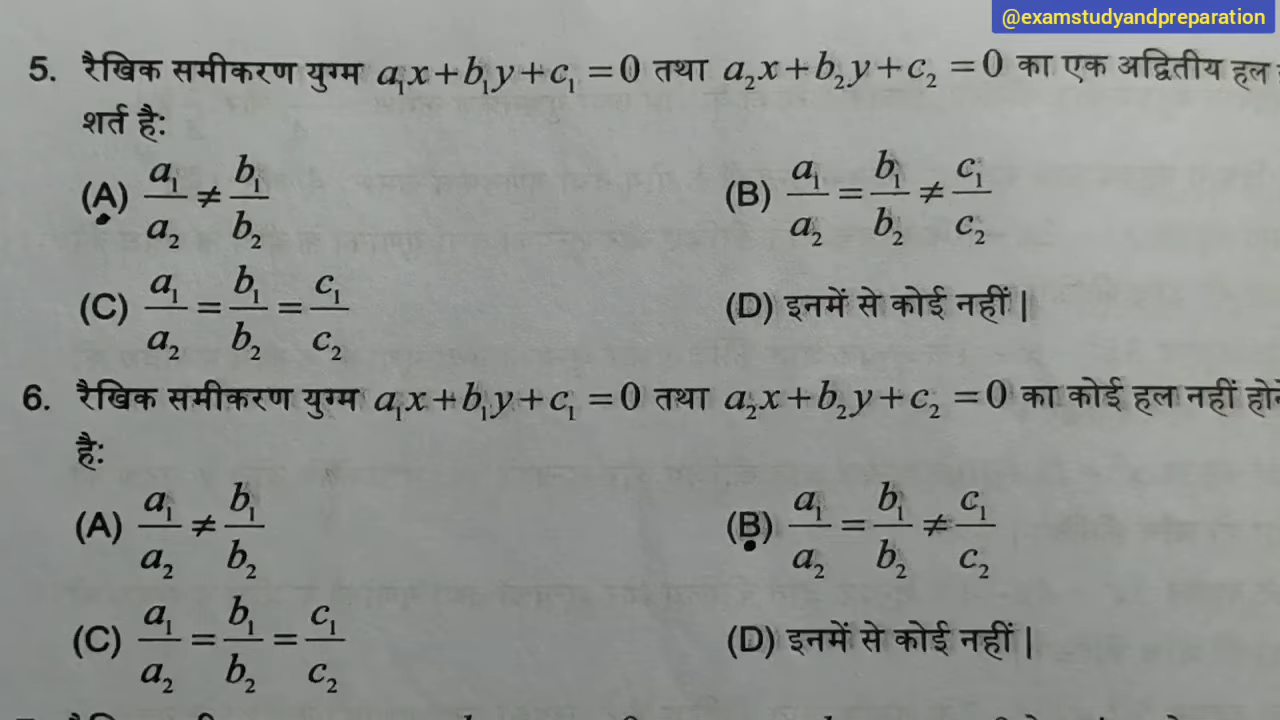 @examstudyandpreparation
5. रैखिक समीकरण युग्म a₁x+b₁y+c₁=0 तथा a₂x+b₂y+c₂=0 का एक अद्वितीय हल
शर्त है:
(A) a₁/a₂ ≠ b₁/b₂ (B) a₁/a₂ = b₁/b₂ ≠ c₁/c₂
(C) a₁/a₂ = b₁/b₂ = c₁/c₂ (D) इनमें से कोई नहीं |
6. रैखिक समीकरण युग्म a₁x+b₁y+c₁=0 तथा a₂x+b₂y+c₂=0 का कोई हल नहीं
है:
(A) a₁/a₂ ≠ b₁/b₂ (B) a₁/a₂ = b₁/b₂ ≠ c₁/c₂
(C) a₁/a₂ = b₁/b₂ = c₁/c₂ (D) इनमें से कोई नहीं |